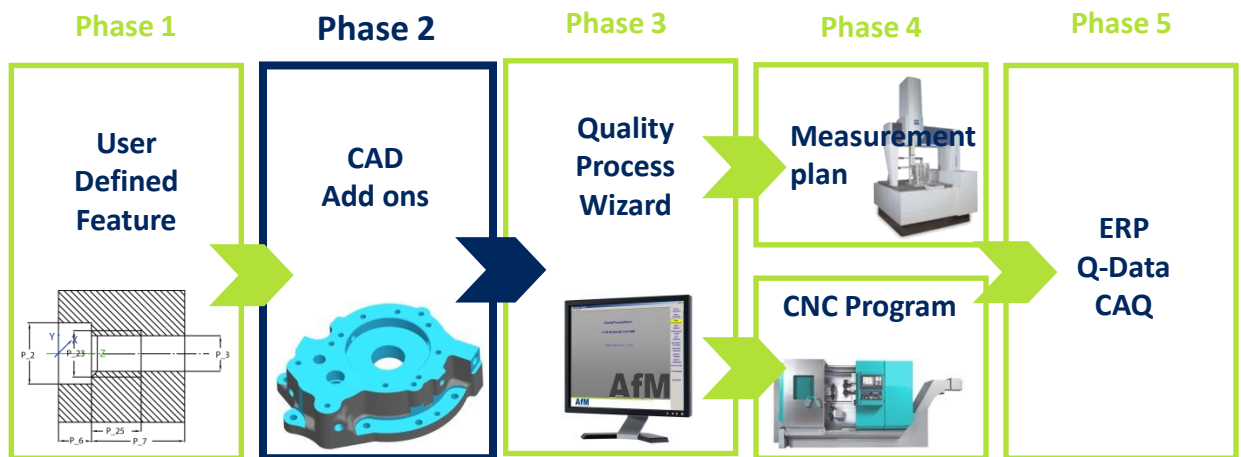 Phase 1
Phase 2
Phase 3
Phase 4
Phase 5
User
Defined
Feature
CAD
Add ons
Quality
Process
Wizard
Measurement
plan
CNC Program
ERP
Q-Data
CAQ
Y
X
Z
P_2
P_23
P_3
P_25
P_6
P_7
AfM
AfM